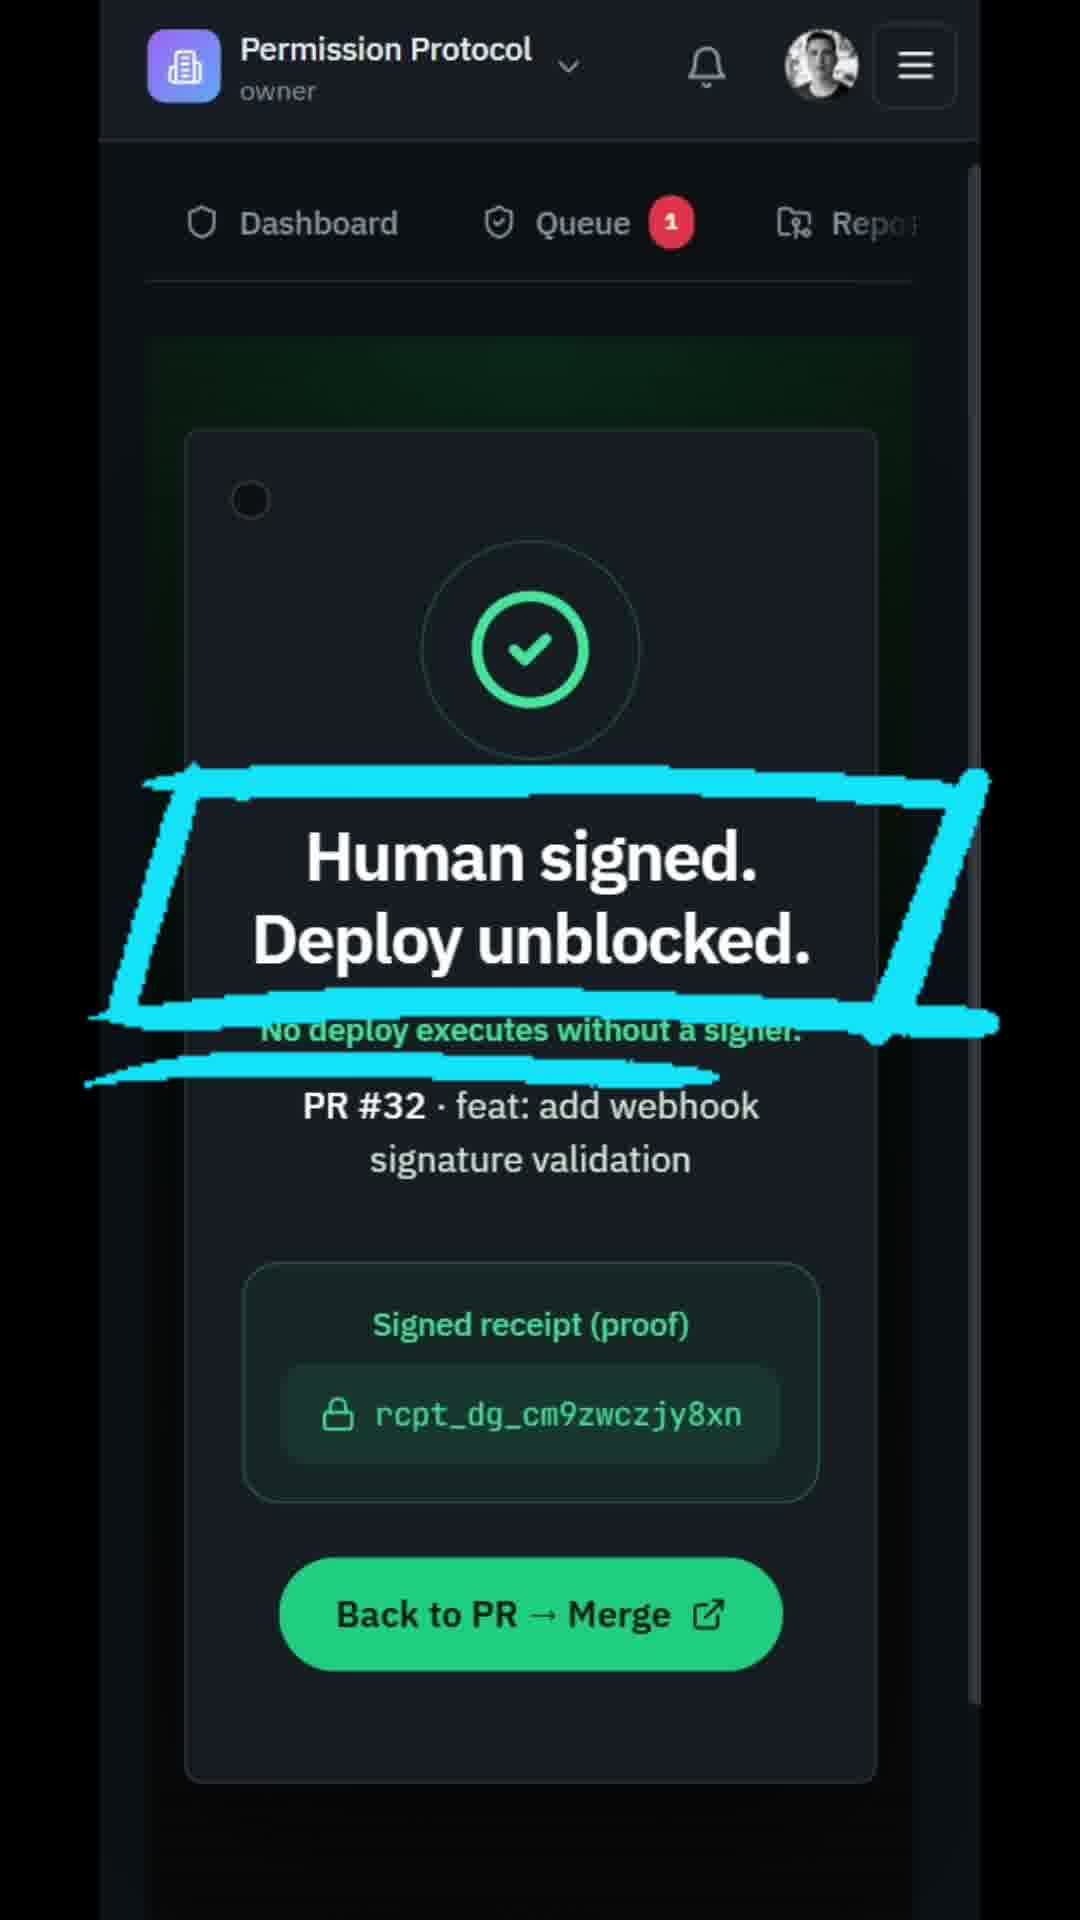 Permission Protocol
owner
Dashboard
Queue 1
Human signed.
Deploy unblocked.
No deploy executes without a signer.
PR #32 · feat: add webhook
signature validation
Signed receipt (proof)
rcpt_dg_cm9zwczjy8xn
Back to PR → Merge